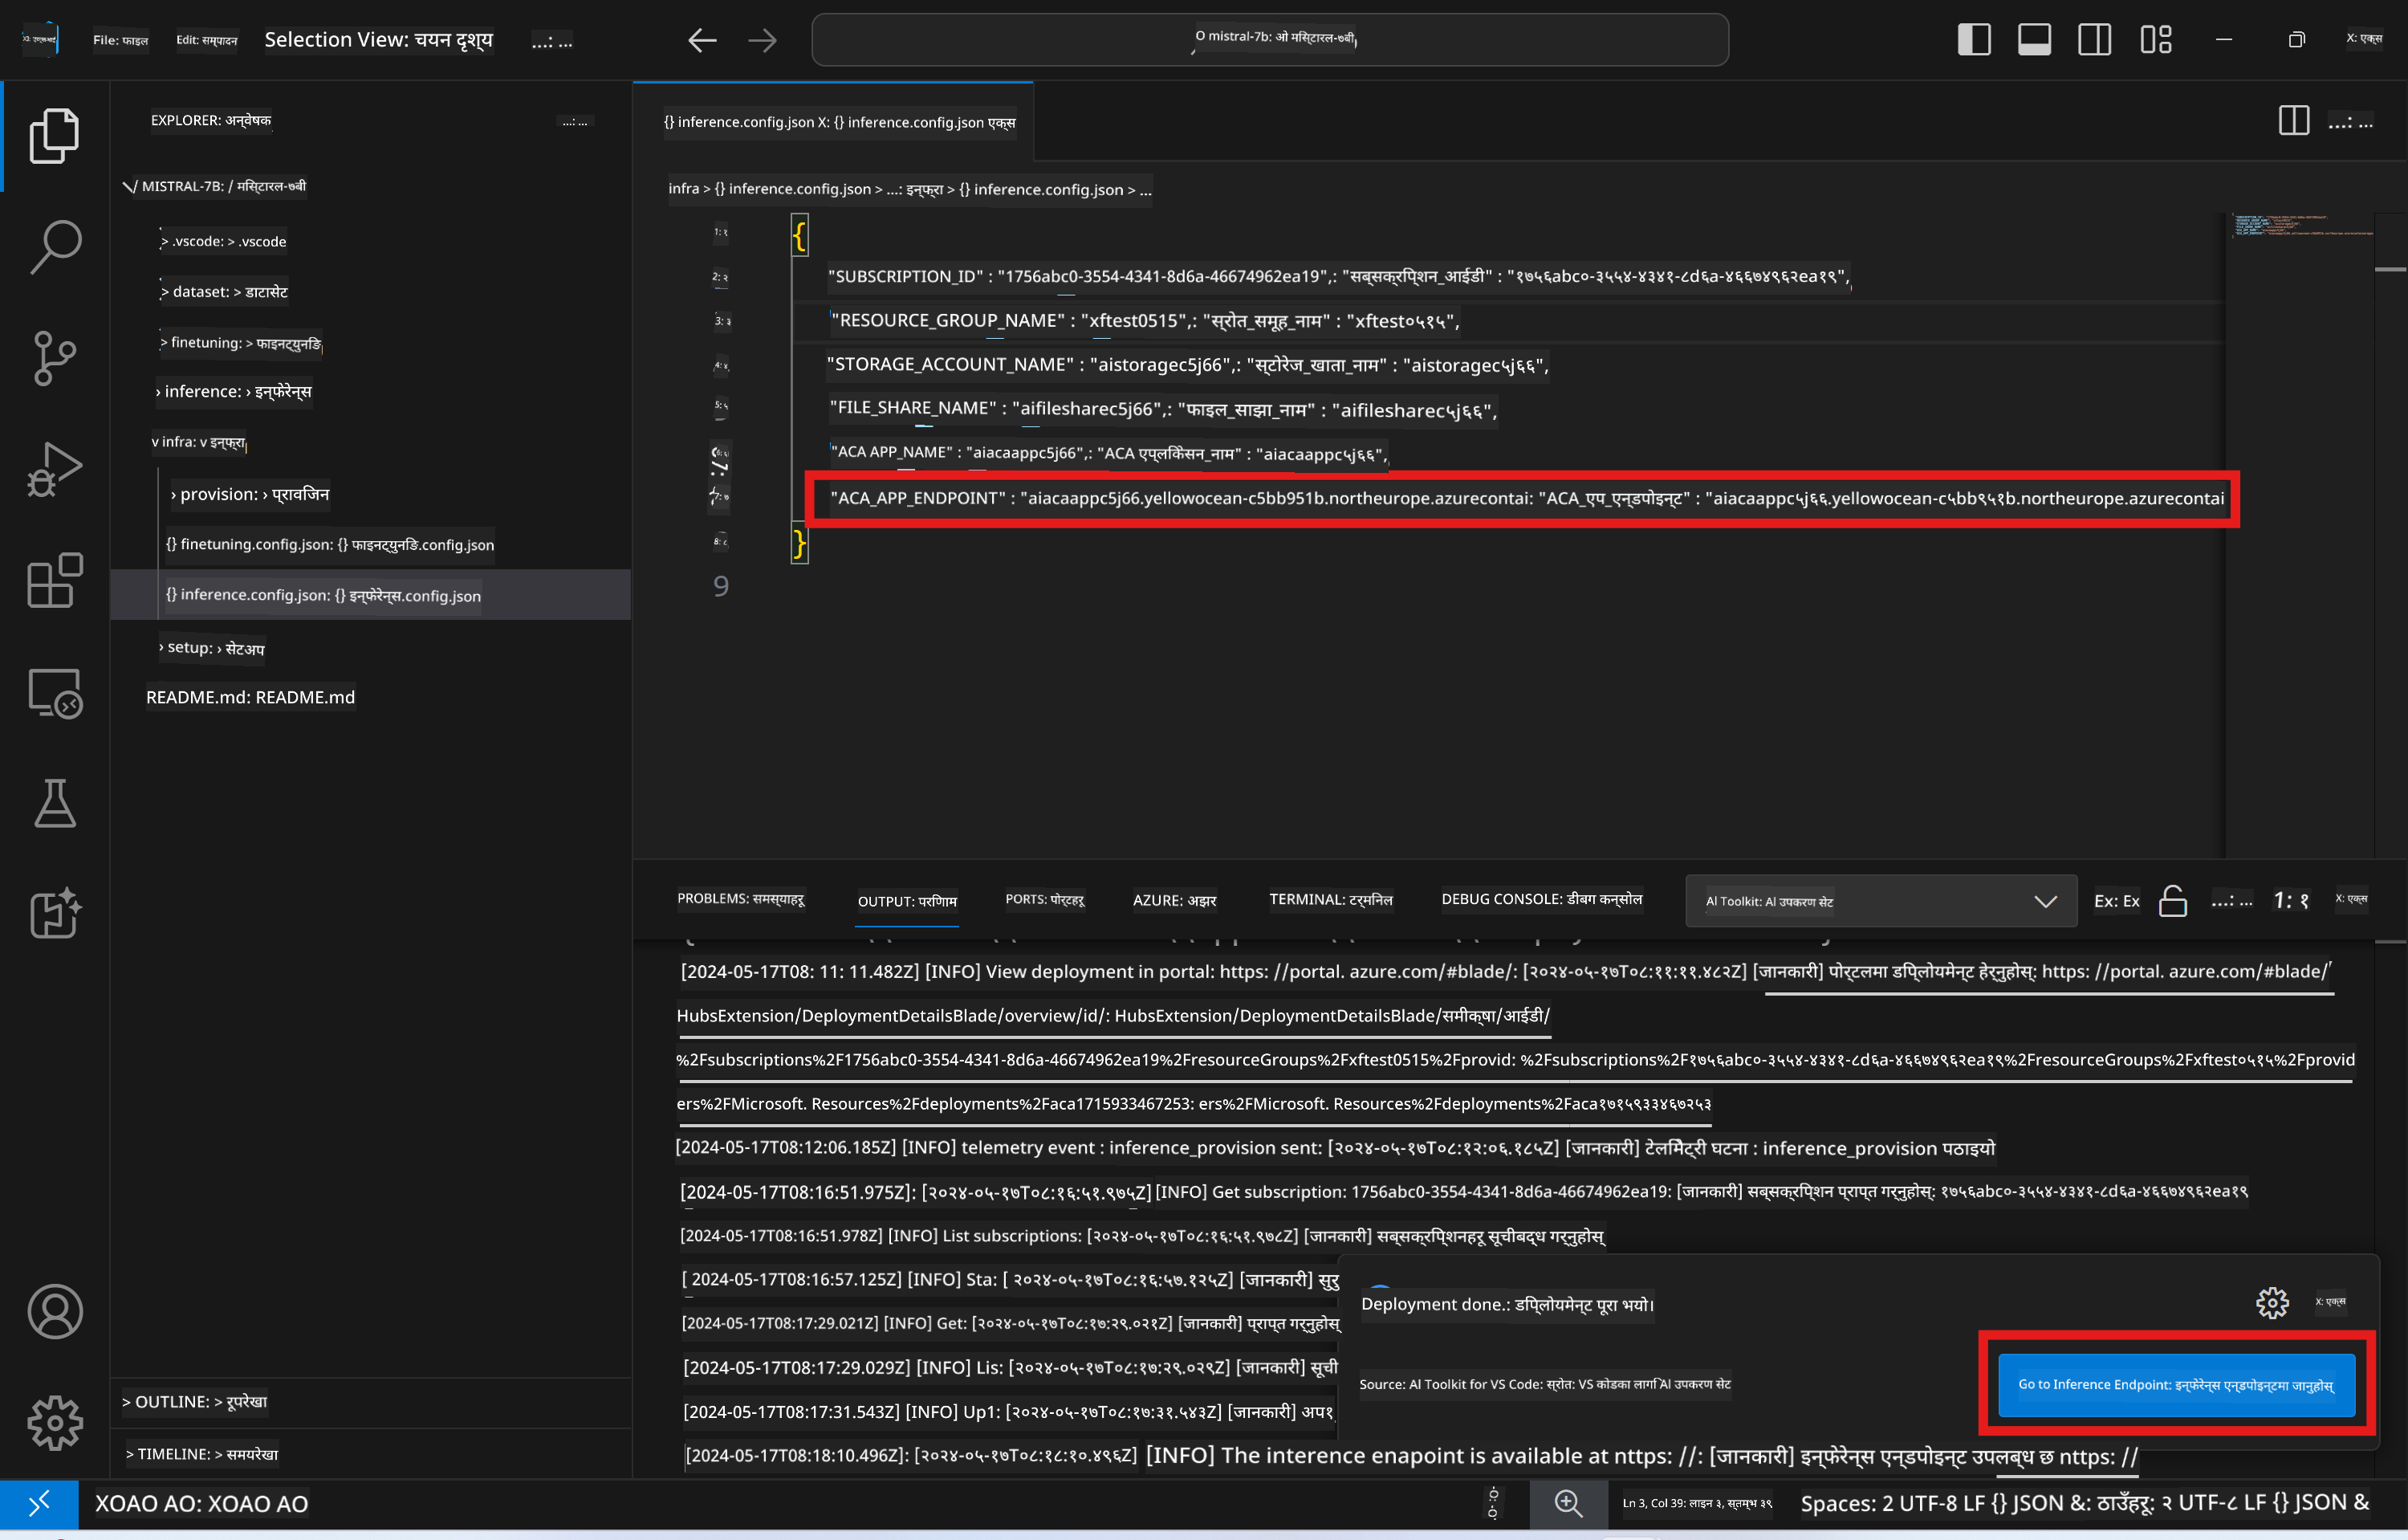 File: फाइल
Edit: सम्पादन
Selection View: चयन दृश्य
...: ...
O mistral-7b: ओ मिस्टारल-७बी
X: एक्स
EXPLORER: अन्वेषक
...: ...
/ MISTRAL-7B: / मिस्टारल-७बी
> .vscode: > .vscode
> dataset: > डाटासेट
> finetuning: > फाइनट्युनिङ
› inference: › इन्फेरेन्स
v infra: v इन्फ्रा
› provision: › प्रावजिन
{} finetuning.config.json: {} फाइनट्युनिङ.config.json
{} inference.config.json: {} इन्फेरेन्स.config.json
› setup: › सेटअप
README.md: README.md
> OUTLINE: > रूपरेखा
> TIMELINE: > समयरेखा
{} inference.config.json X: {} inference.config.json एक्स
...: ...
infra > {} inference.config.json > ...: इन्फ्रा > {} inference.config.json > ...
1: १ {
2: २ "SUBSCRIPTION_ID" : "1756abc0-3554-4341-8d6a-46674962ea19",: "सब्सक्रिप्शन_आईडी" : "१७५६abc०-३५५४-४३४१-८d६a-४६६७४९६२ea१९",
3: ३ "RESOURCE_GROUP_NAME" : "xftest0515",: "स्रोत_समूह_नाम" : "xftest०५१५",
4: ४ "STORAGE_ACCOUNT_NAME" : "aistoragec5j66",: "स्टोरेज_खाता_नाम" : "aistoragec५j६६",
5: ५ "FILE_SHARE_NAME" : "aifilesharec5j66",: "फाइल_साझा_नाम" : "aifilesharec५j६६",
6: ६ "ACA APP_NAME" : "aiacaappc5j66",: "ACA एप्लिकेसन_नाम" : "aiacaappc५j६६",
7: ७ "ACA_APP_ENDPOINT" : "aiacaappc5j66.yellowocean-c5bb951b.northeurope.azurecontai: "ACA_एप_एन्डपोइन्ट" : "aiacaappc५j६६.yellowocean-c५bb९५१b.northeurope.azurecontai
8: ८ }
9
PROBLEMS: समस्याहरू
OUTPUT: परिणाम
PORTS: पोर्टहरू
AZURE: अझर
TERMINAL: टर्मिनल
DEBUG CONSOLE: डीबग कन्सोल
AI Toolkit: AI उपकरण सेट
Ex: Ex
...: ...
1: १
X: एक्स
[2024-05-17T08: 11: 11.482Z] [INFO] View deployment in portal: https: //portal. azure.com/#blade/: [२०२४-०५-१७T०८:११:११.४८२Z] [जानकारी] पोर्टलमा डिप्लोयमेन्ट हेर्नुहोस्: https: //portal. azure.com/#blade/
HubsExtension/DeploymentDetailsBlade/overview/id/: HubsExtension/DeploymentDetailsBlade/समीक्षा/आईडी/
%2Fsubscriptions%2F1756abc0-3554-4341-8d6a-46674962ea19%2FresourceGroups%2Fxftest0515%2Fprovid: %2Fsubscriptions%2F१७५६abc०-३५५४-४३४१-८d६a-४६६७४९६२ea१९%2FresourceGroups%2Fxftest०५१५%2Fprovid
ers%2FMicrosoft. Resources%2Fdeployments%2Faca1715933467253: ers%2FMicrosoft. Resources%2Fdeployments%2Faca१७१५९३३४६७२५३
[2024-05-17T08:12:06.185Z] [INFO] telemetry event : inference_provision sent: [२०२४-०५-१७T०८:१२:०६.१८५Z] [जानकारी] टेलिमेट्री घटना : inference_provision पठाइयो
[2024-05-17T08:16:51.975Z]: [२०२४-०५-१७T०८:१६:५१.९७५Z] [INFO] Get subscription: 1756abc0-3554-4341-8d6a-46674962ea19: [जानकारी] सब्सक्रिप्शन प्राप्त गर्नुहोस्: १७५६abc०-३५५४-४३४१-८d६a-४६६७४९६२ea१९
[2024-05-17T08:16:51.978Z] [INFO] List subscriptions: [२०२४-०५-१७T०८:१६:५१.९७८Z] [जानकारी] सब्सक्रिप्शनहरू सूचीबद्ध गर्नुहोस्
[ 2024-05-17T08:16:57.125Z] [INFO] Sta: [ २०२४-०५-१७T०८:१६:५७.१२५Z] [जानकारी] सुरु
[2024-05-17T08:17:29.021Z] [INFO] Get: [२०२४-०५-१७T०८:१७:२९.०२१Z] [जानकारी] प्राप्त गर्नुहोस्
[2024-05-17T08:17:29.029Z] [INFO] Lis: [२०२४-०५-१७T०८:१७:२९.०२९Z] [जानकारी] सूची
[2024-05-17T08:17:31.543Z] [INFO] Up1: [२०२४-०५-१७T०८:१७:३१.५४३Z] [जानकारी] अप१
[2024-05-17T08:18:10.496Z]: [२०२४-०५-१७T०८:१८:१०.४९६Z] [INFO] The interence enapoint is available at nttps: //: [जानकारी] इन्फेरेन्स एन्डपोइन्ट उपलब्ध छ nttps: //
Deployment done.: डिप्लोयमेन्ट पूरा भयो।
X: एक्स
Source: AI Toolkit for VS Code: स्रोत: VS कोडका लागि AI उपकरण सेट
Go to Inference Endpoint: इन्फेरेन्स एन्डपोइन्टमा जानुहोस्
XOAO AO: XOAO AO
Ln 3, Col 39: लाइन ३, स्तम्भ ३९
Spaces: 2 UTF-8 LF {} JSON &: ठाउँहरू: २ UTF-८ LF {} JSON &